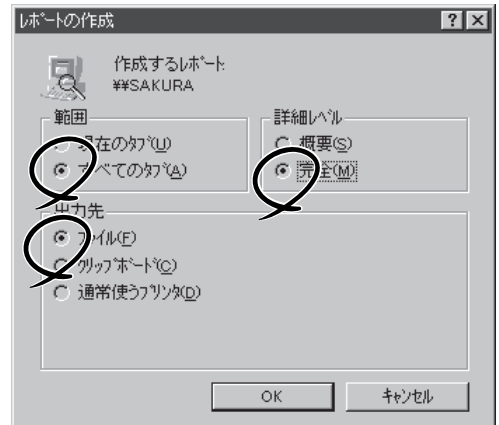 ﾚﾎﾟｰﾄの作成
作成するﾚﾎﾟｰﾄ:
¥¥SAKURA
範囲
現在のﾀﾌﾞ(U)
すべてのﾀﾌﾞ(A)
詳細ﾚﾍﾞﾙ
概要(S)
完全(M)
出力先
ﾌｧｲﾙ(F)
ｸﾘｯﾌﾟﾎﾞｰﾄﾞ(C)
通常使うﾌﾟﾘﾝﾀ(D)
OK
ｷｬﾝｾﾙ